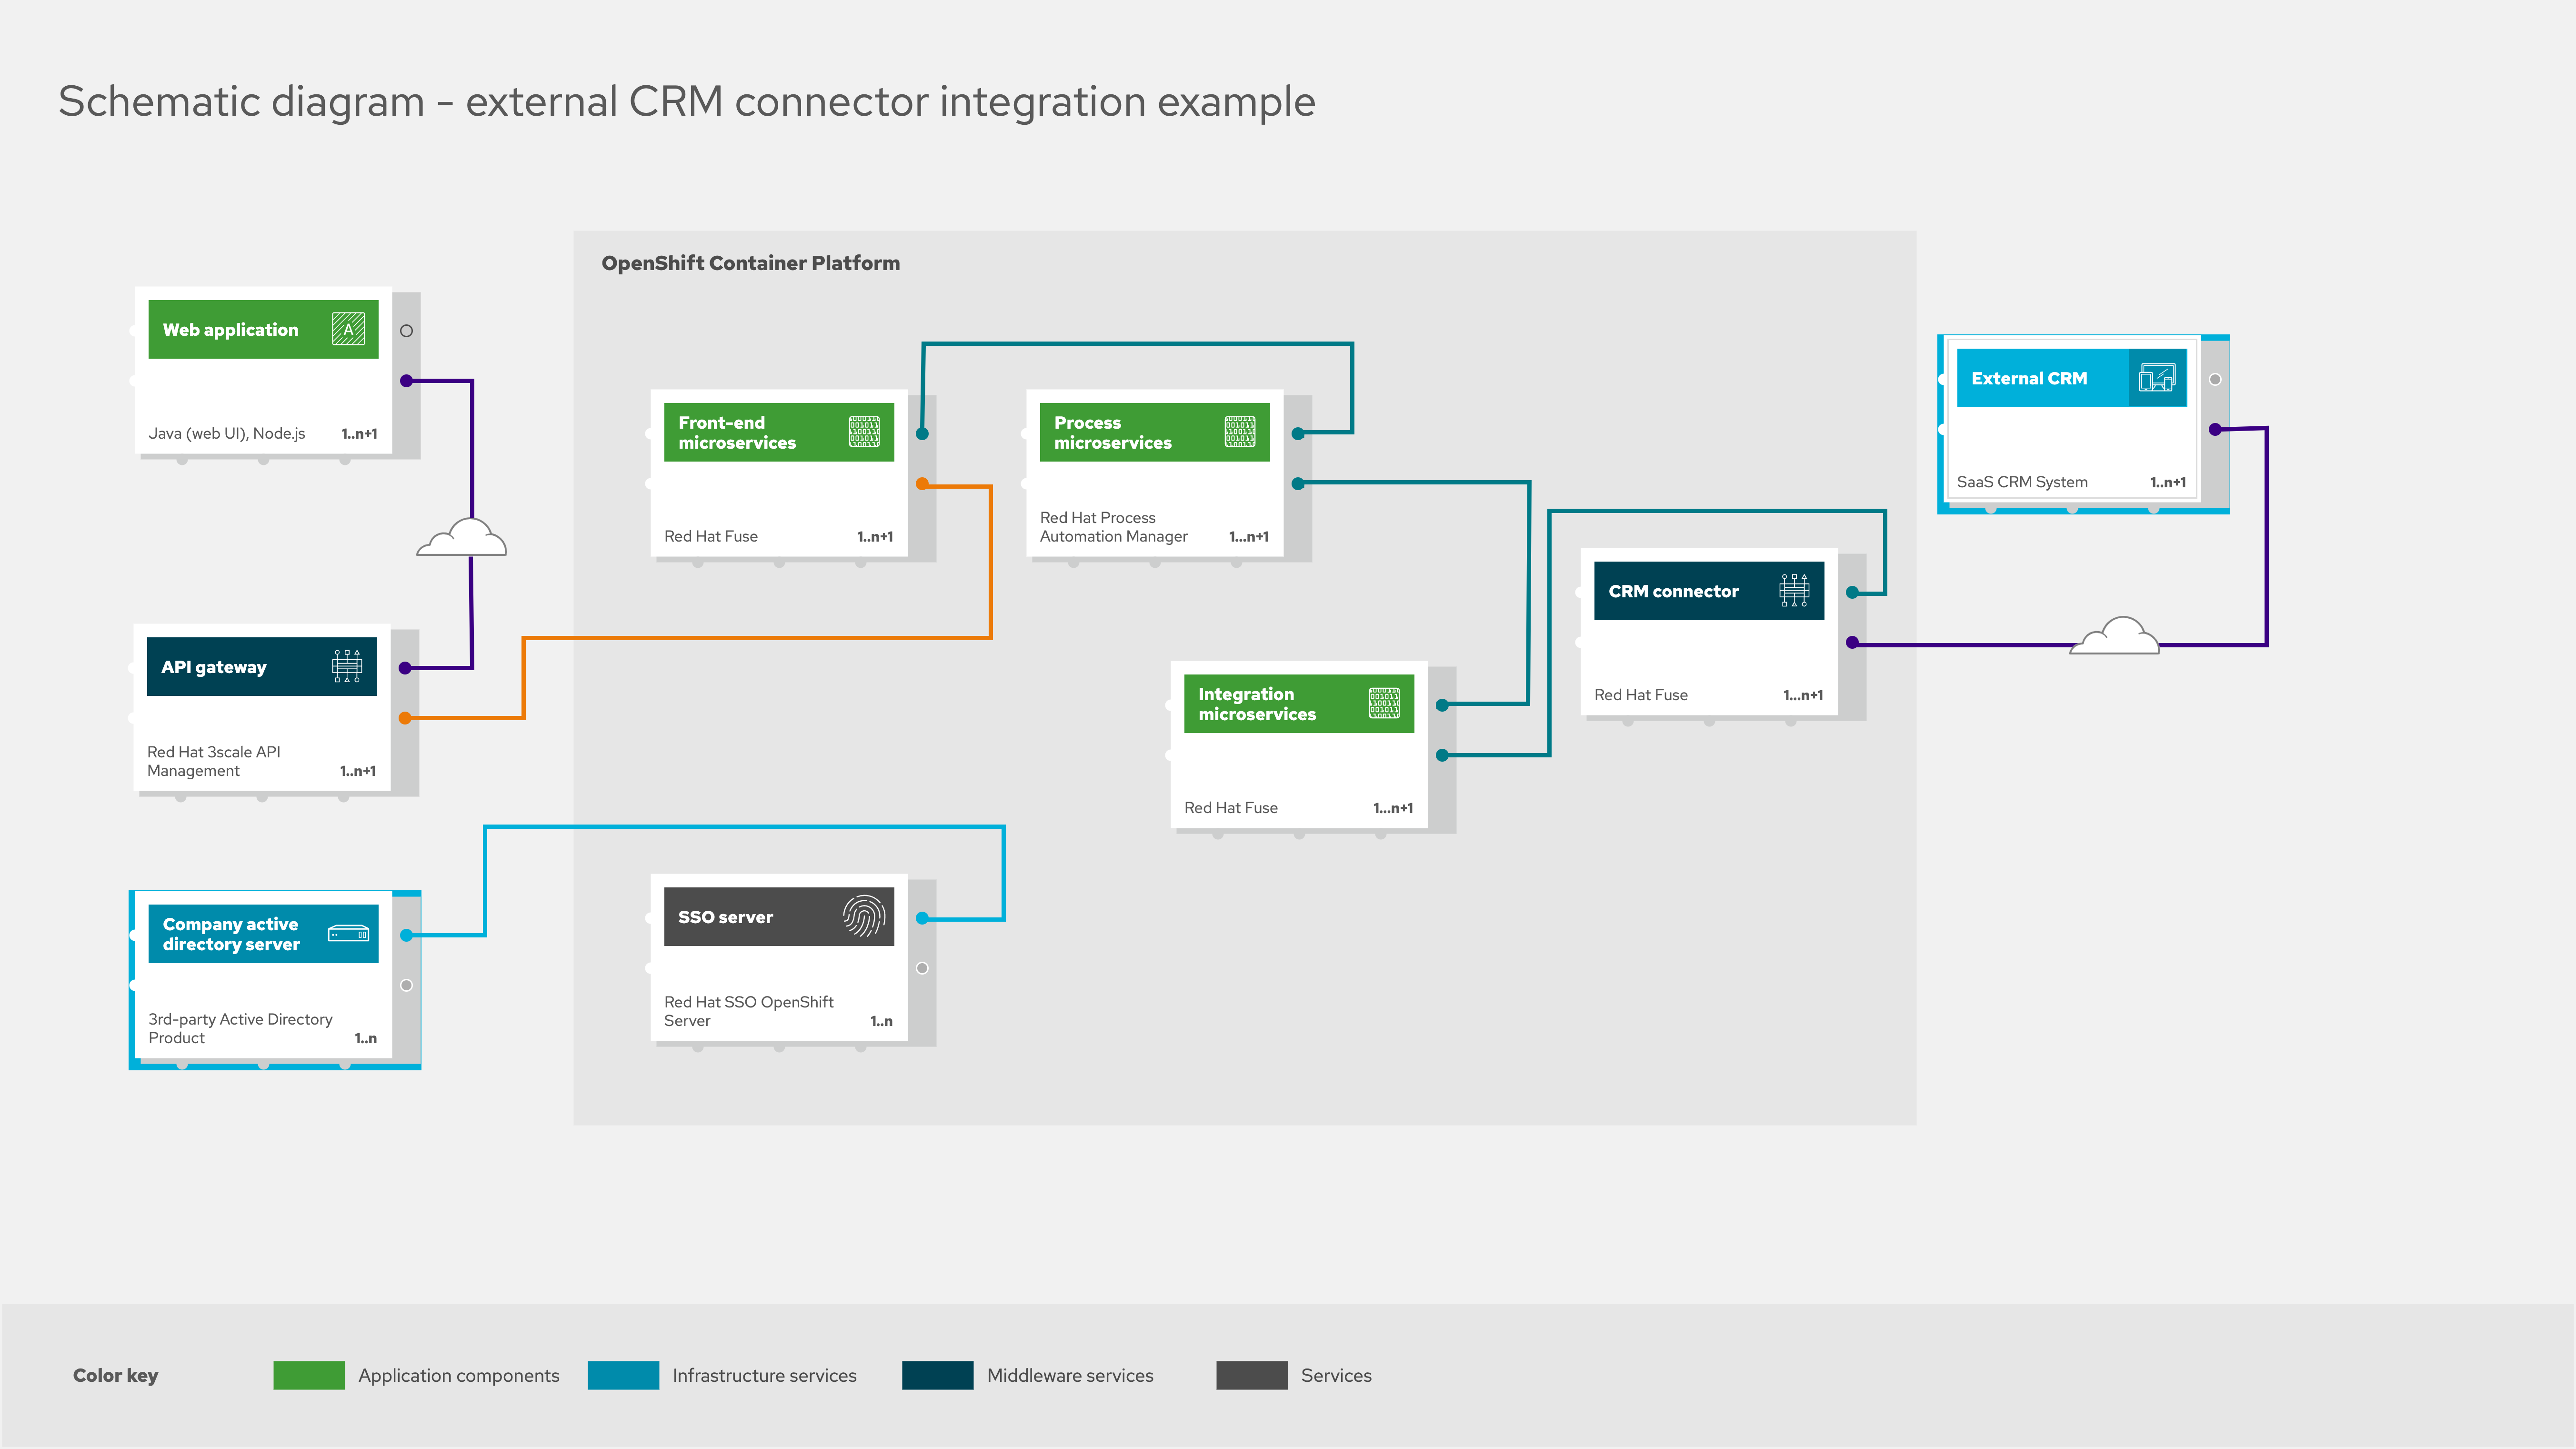 Schematic diagram - external CRM connector integration example
OpenShift Container Platform
Web application
A
Java (web UI), Node.js 1..n+1
API gateway
Red Hat 3scale API
Management 1..n+1
Company active
directory server
3rd-party Active Directory
Product 1..n
Front-end
microservices
Red Hat Fuse 1..n+1
Process
microservices
Red Hat Process
Automation Manager 1...n+1
Integration
microservices
Red Hat Fuse 1...n+1
CRM connector
Red Hat Fuse 1...n+1
SSO server
Red Hat SSO OpenShift
Server 1..n
External CRM
SaaS CRM System 1..n+1
Color key
Application components
Infrastructure services
Middleware services
Services